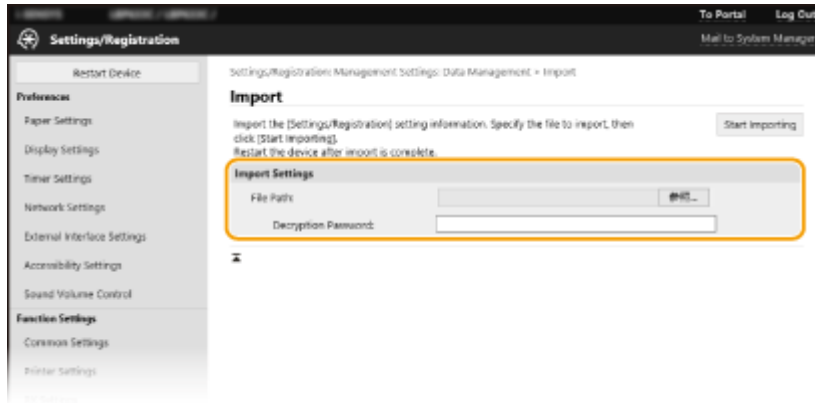 To Portal Log Out
Settings/Registration
Mail to System Manager
Restart Device
Settings/Registration: Management Settings: Data Management > Import
Preferences
Import
Paper Settings
Import the [Settings/Registration] setting information. Specify the file to import, then
click [Start Importing].
Restart the device after import is complete.
Start Importing
Display Settings
Import Settings
Timer Settings
File Path:
参照...
Network Settings
Decryption Password:
External Interface Settings
Accessibility Settings
Sound Volume Control
Function Settings
Common Settings
Printer Settings